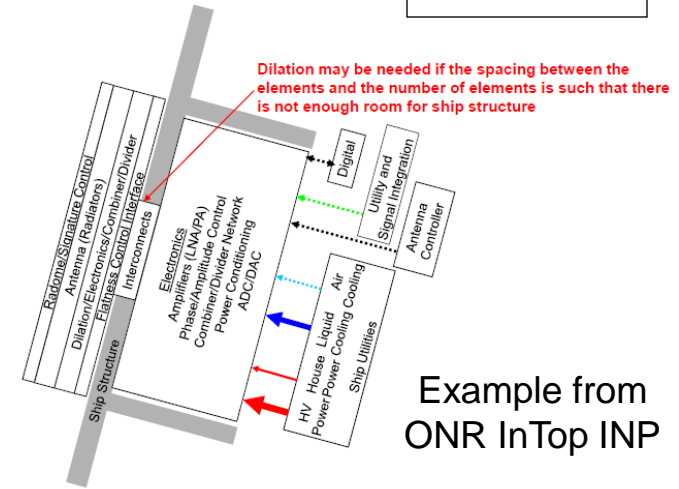 Dilation may be needed if the spacing between the
elements and the number of elements is such that there
is not enough room for ship structure
Radome/Signature Control
Antenna (Radiators)
Dilation/Electronics/Combiner/Divider
Flatness Control Interface
Interconnects
Ship Structure
Electronics
Amplifiers (LNA/PA)
Phase/Amplitude Control
Combiner/Divider Network
Power Conditioning
ADC/DAC
Digital
Utility and
Signal Integration
Antenna
Controller
HV House Liquid Air
Power Power Cooling Cooling
Ship Utilities
Example from
ONR InTop INP